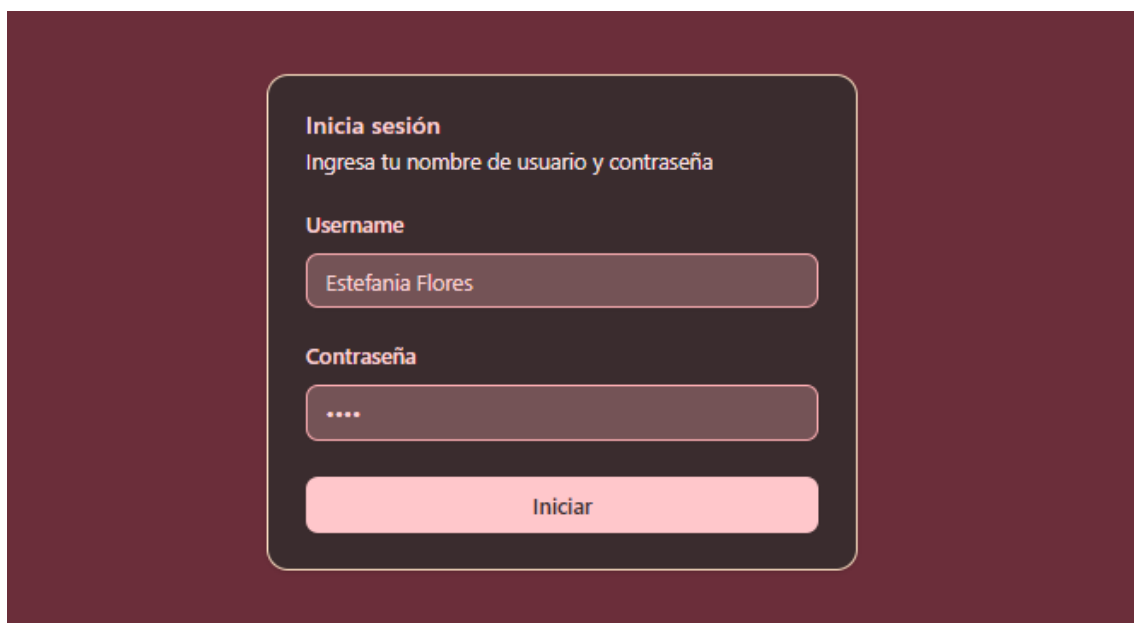 Inicia sesión
Ingresa tu nombre de usuario y contraseña
Username
Estefania Flores
Contraseña
••••
Iniciar